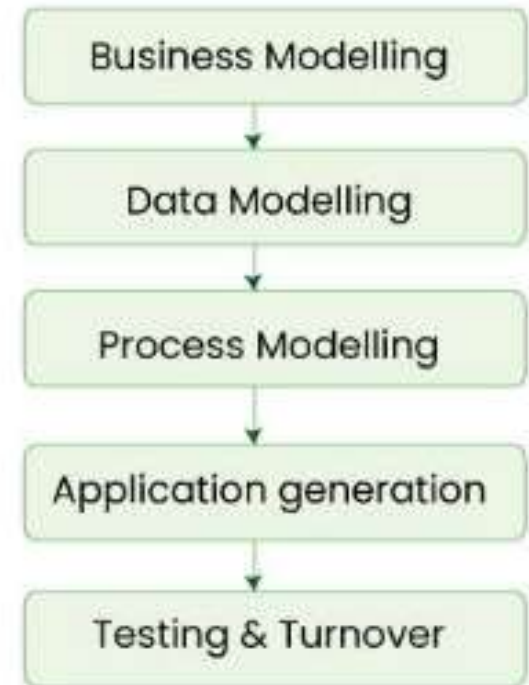 Business Modelling
Data Modelling
Process Modelling
Application generation
Testing & Turnover